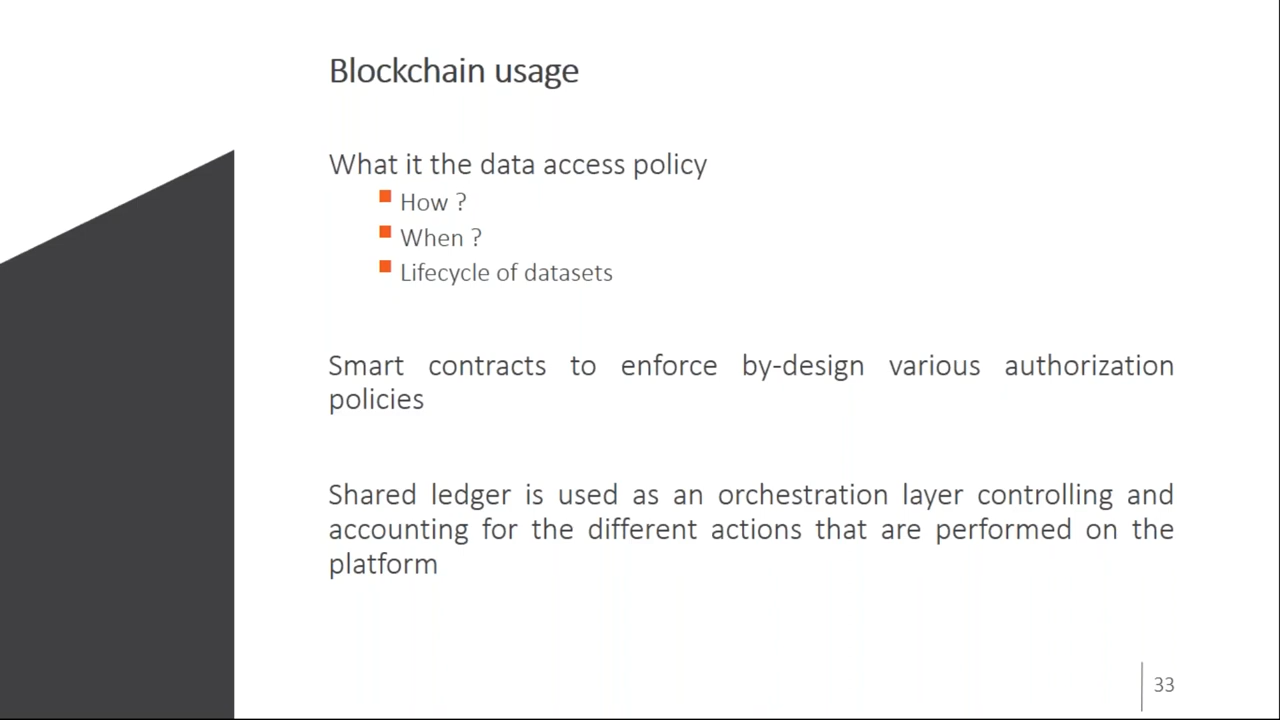 Blockchain usage
What it the data access policy
How ?
When ?
Lifecycle of datasets
Smart contracts to enforce by-design various authorization
policies
Shared ledger is used as an orchestration layer controlling and
accounting for the different actions that are performed on the
platform
33